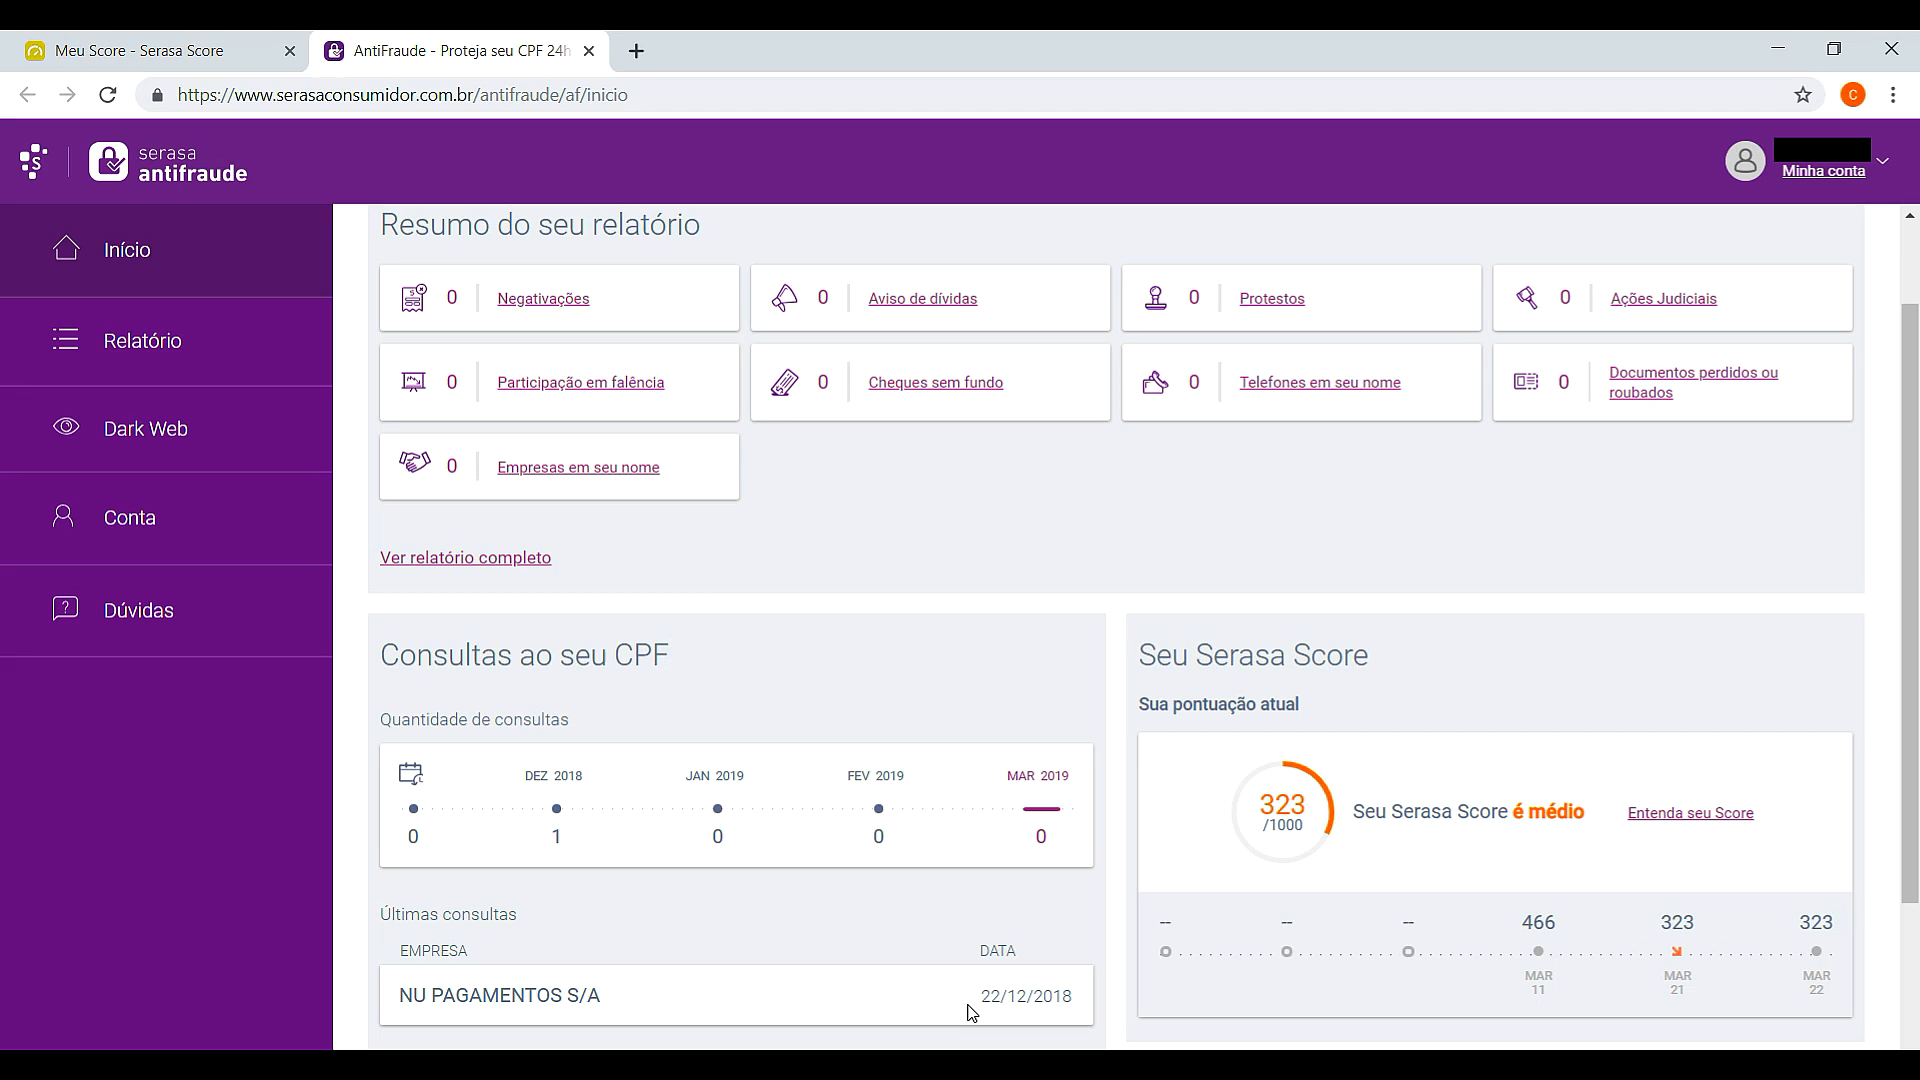 Meu Score - Serasa Score
AntiFraude - Proteja seu CPF 24h
https://www.serasaconsumidor.com.br/antifraude/af/inicio
C
S
serasa
antifraude
Minha conta
Início
Relatório
Dark Web
Conta
Dúvidas
Resumo do seu relatório
0 Negativações
0 Aviso de dívidas
0 Protestos
0 Ações Judiciais
0 Participação em falência
0 Cheques sem fundo
0 Telefones em seu nome
0 Documentos perdidos ou
roubados
0 Empresas em seu nome
Ver relatório completo
Consultas ao seu CPF
Quantidade de consultas
DEZ 2018 JAN 2019 FEV 2019 MAR 2019
0 1 0 0 0
Últimas consultas
EMPRESA DATA
NU PAGAMENTOS S/A 22/12/2018
Seu Serasa Score
Sua pontuação atual
323
/1000
Seu Serasa Score é médio
Entenda seu Score
-- -- -- 466 323 323
MAR MAR MAR
11 21 22